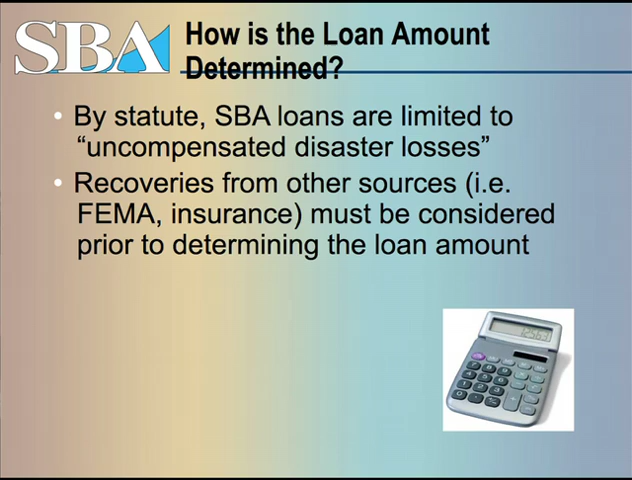 SBA
How is the Loan Amount
Determined?
• By statute, SBA loans are limited to
“uncompensated disaster losses”
• Recoveries from other sources (i.e.
FEMA, insurance) must be considered
prior to determining the loan amount